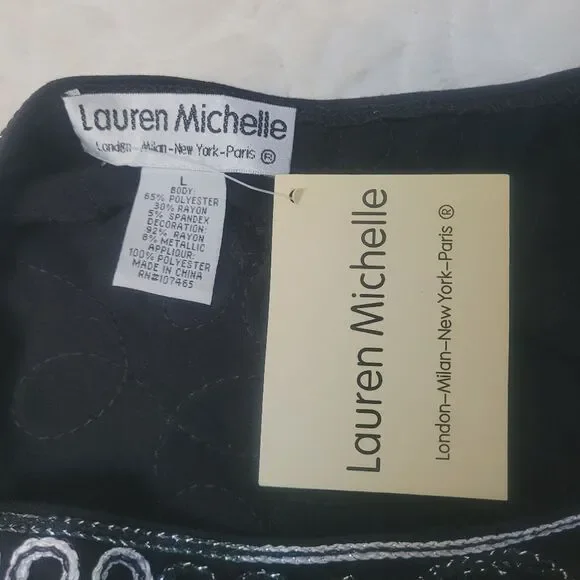 Lauren Michelle
London-Milan-New York-Paris ®
L
BODY:
65% POLYESTER
30% RAYON
5% SPANDEX
DECORATION:
92% RAYON
8% METALLIC
APPLIQUR:
100% POLYESTER
MADE IN CHINA
RN#107465
Lauren Michelle
London-Milan-New York-Paris ®